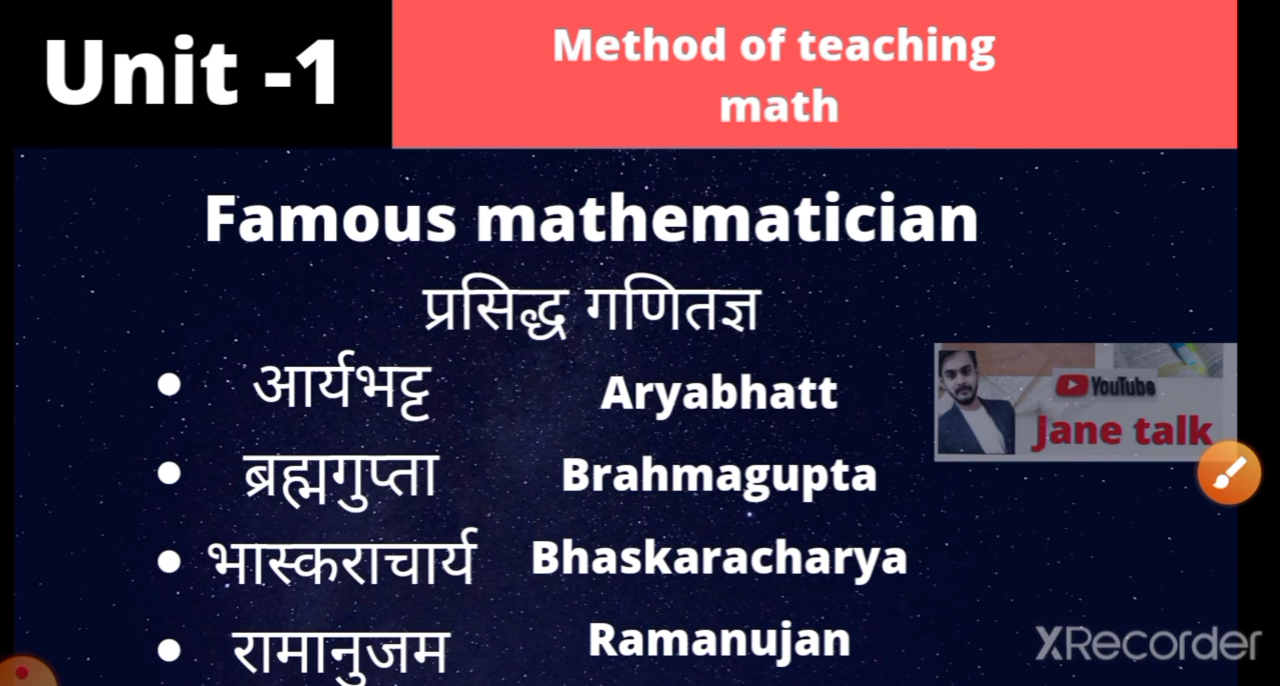 Unit -1
Method of teaching
math
Famous mathematician
प्रसिद्ध गणितज्ञ
• आर्यभट्ट Aryabhatt
• ब्रह्मगुप्ता Brahmagupta
• भास्कराचार्य Bhaskaracharya
• रामानुजम Ramanujan
YouTube
Jane talk
XRecorder